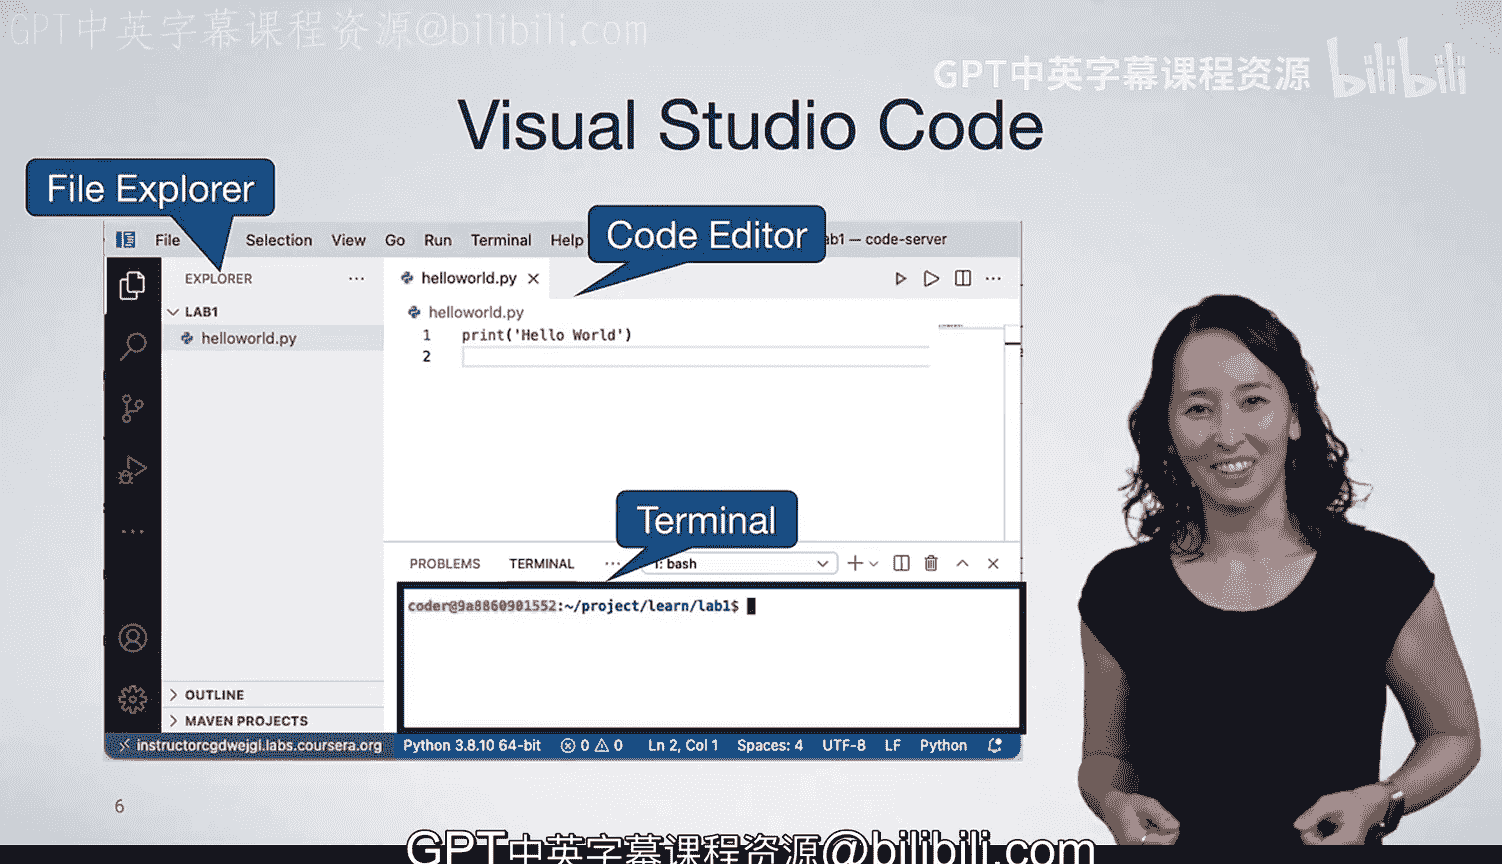 GPT中英字幕课程资源@bilibili.com
GPT中英字幕课程资源 bilibili
Visual Studio Code
File Explorer
Code Editor
File Selection View Go Run Terminal Help ab1 — code-server
EXPLORER ···
helloworld.py
LAB1
helloworld.py
helloworld.py
1 print('Hello World')
2
Terminal
PROBLEMS TERMINAL ··· 1: bash
coder@9a8860901552:~/project/learn/lab1$
OUTLINE
MAVEN PROJECTS
instructorcgdwejgl.labs.coursera.org Python 3.8.10 64-bit 0 0 Ln 2, Col 1 Spaces: 4 UTF-8 LF Python
6
GPT中英字幕课程资源@bilibili.com